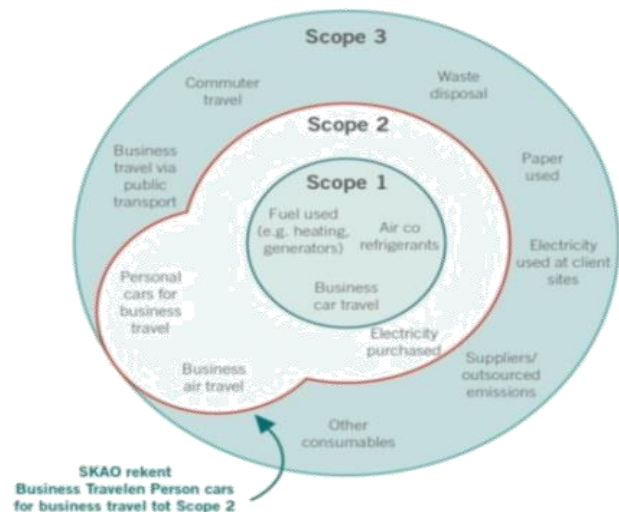 Scope 3
Commuter
travel
Waste
disposal
Scope 2
Business
travel via
public
transport
Paper
used
Scope 1
Fuel used
(e.g. heating,
generators)
Air co
refrigerants
Electricity
used at client
sites
Personal
cars for
business
travel
Business
car travel
Electricity
purchased
Business
air travel
Suppliers/
outsourced
emissions
Other
consumables
SKAO rekent
Business Travelen Person cars
for business travel tot Scope 2